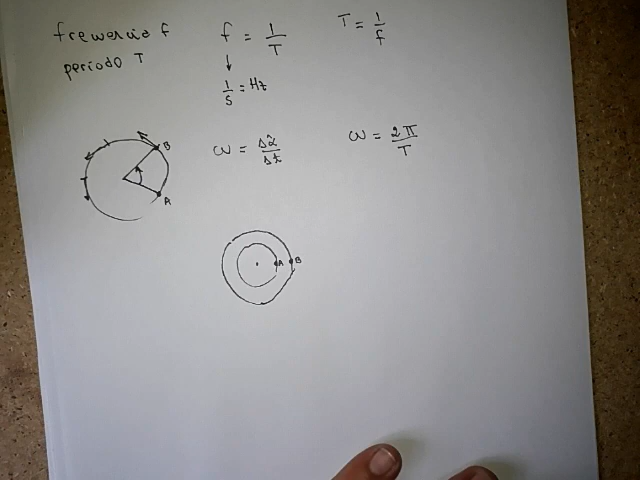 frequencia f
f = 1/T
T = 1/f
periodo T
↓
1/s = Hz
B
A
ω = Δα̂/Δt
ω = 2π/T
A B